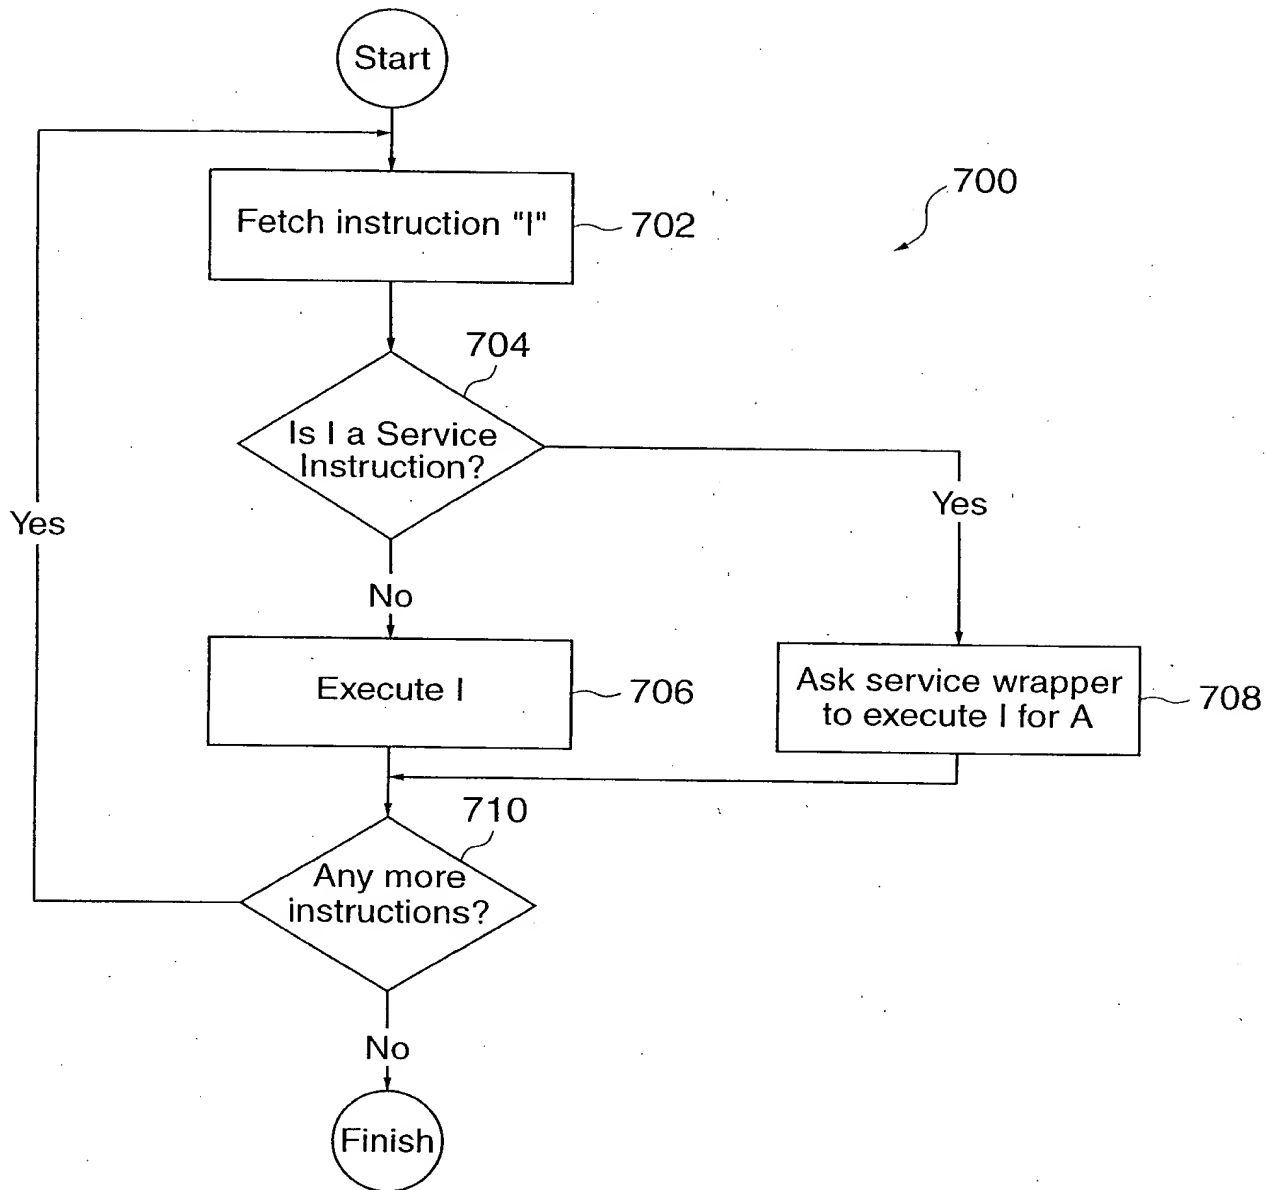 Start
700
Fetch instruction "I"
702
704
Is I a Service
Instruction?
Yes
Yes
No
Execute I
706
Ask service wrapper
to execute I for A
708
710
Any more
instructions?
No
Finish